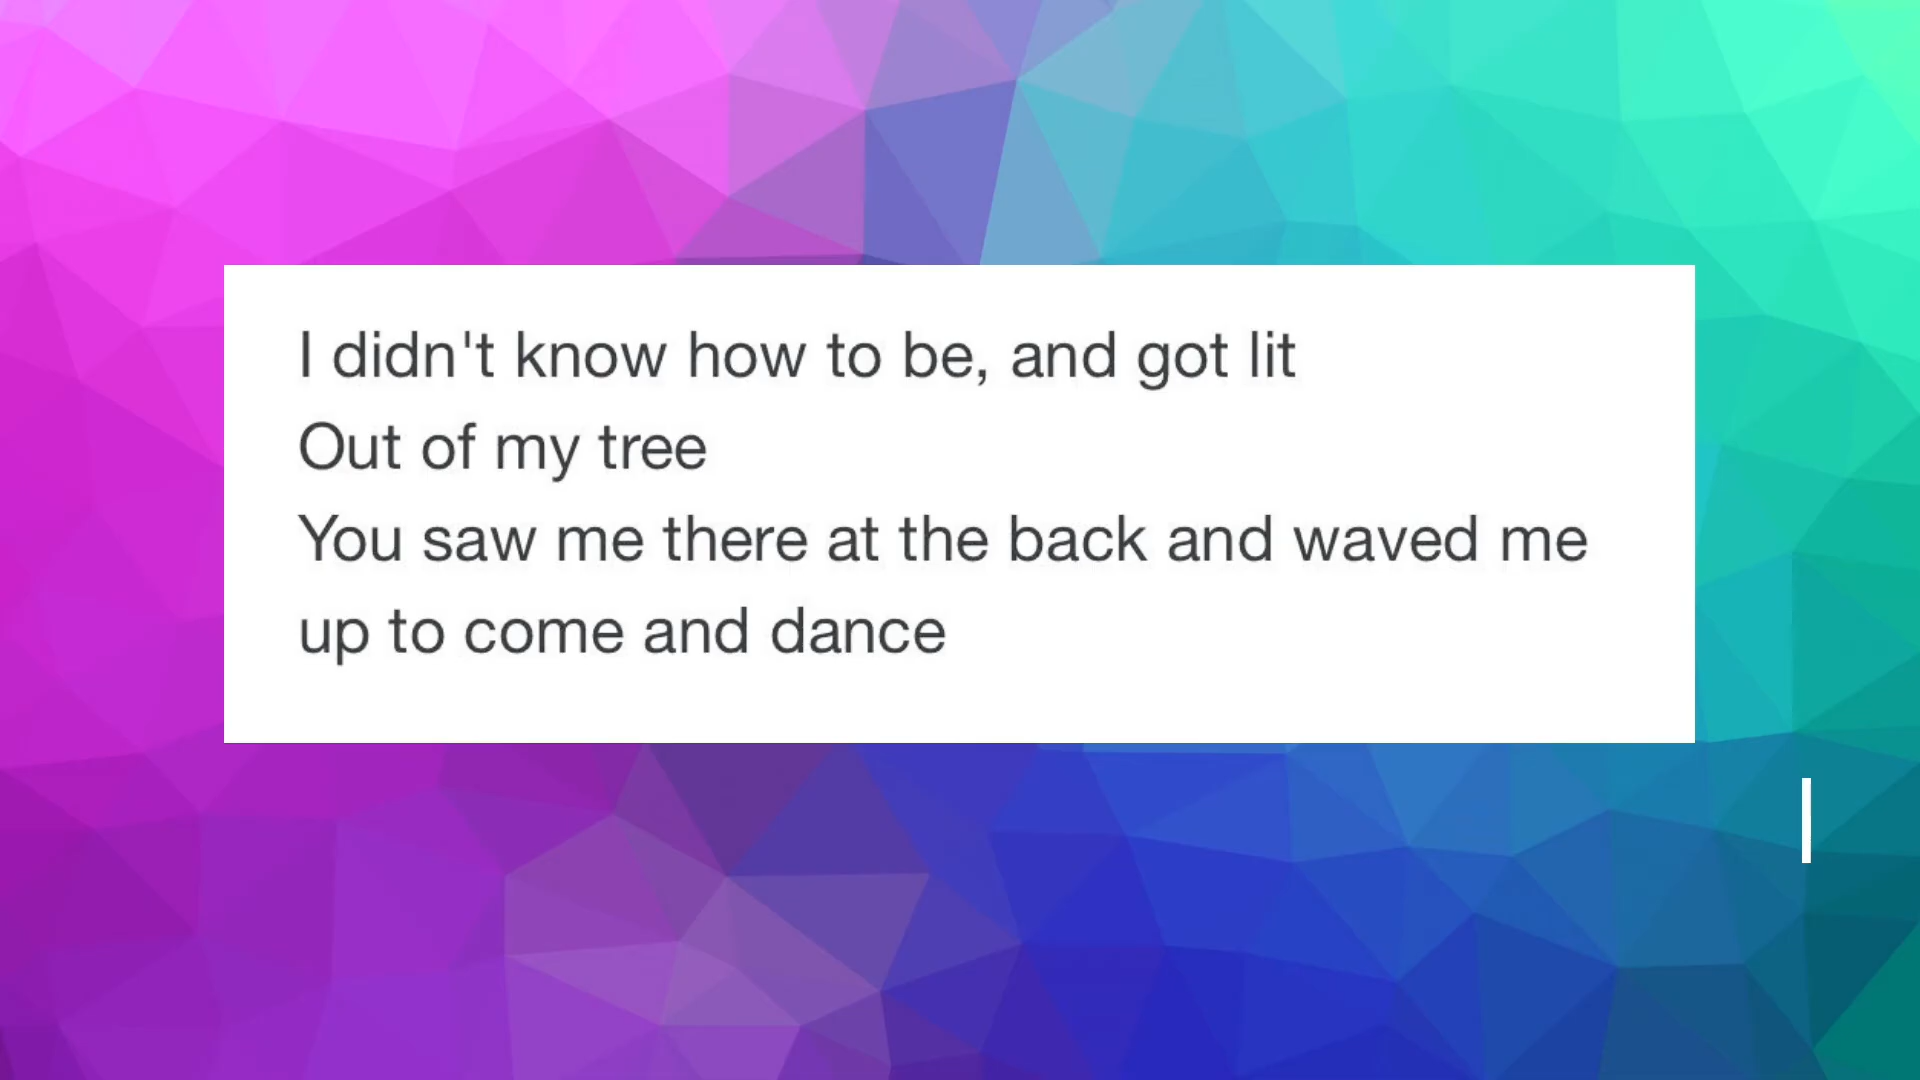 I didn't know how to be, and got lit
Out of my tree
You saw me there at the back and waved me
up to come and dance